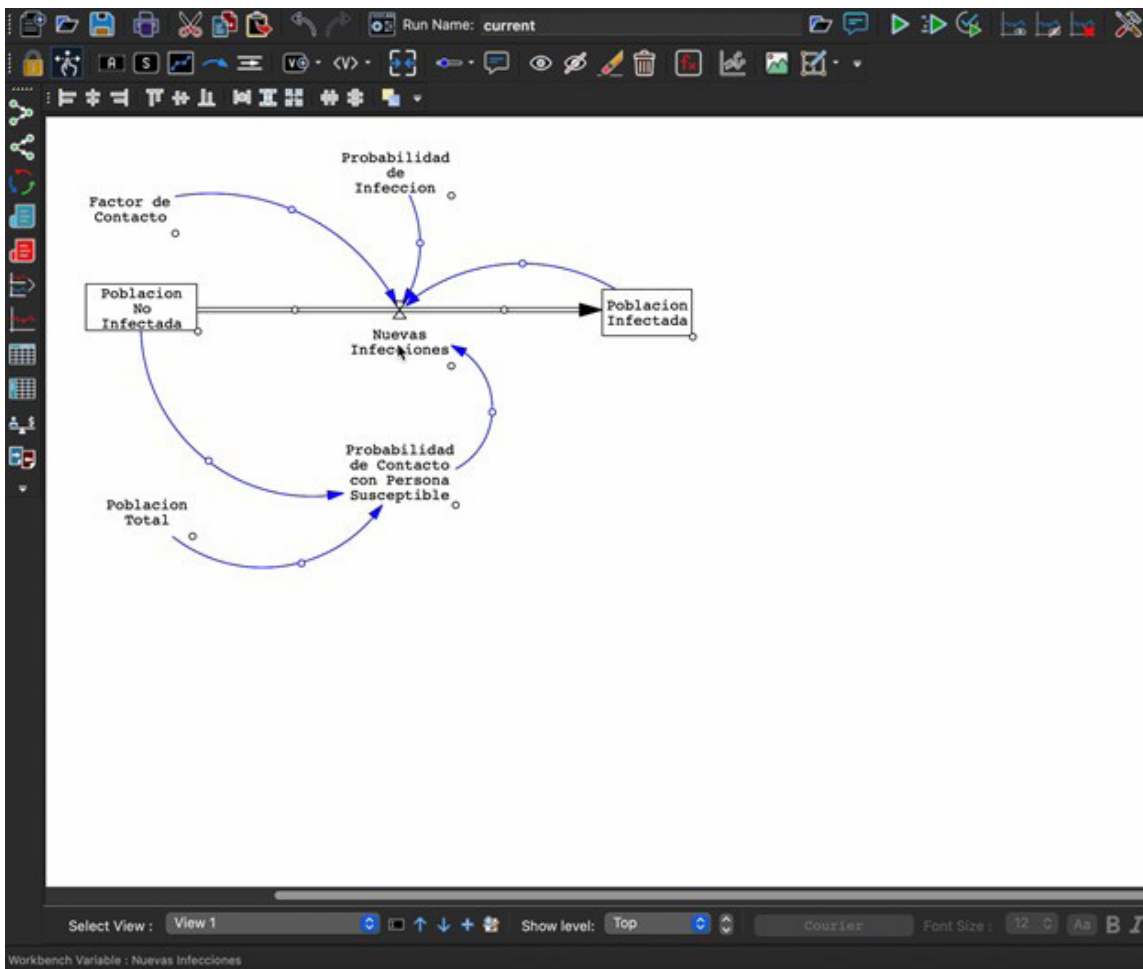 Run Name: current
A S
V <V>
fx
Probabilidad
de
Infeccion
Factor de
Contacto
Poblacion
No
Infectada
Poblacion
Infectada
Nuevas
Infecciones
Probabilidad
de Contacto
con Persona
Susceptible
Poblacion
Total
Select View : View 1 Show level: Top Courier Font Size : 12 Aa B I
Workbench Variable : Nuevas Infecciones